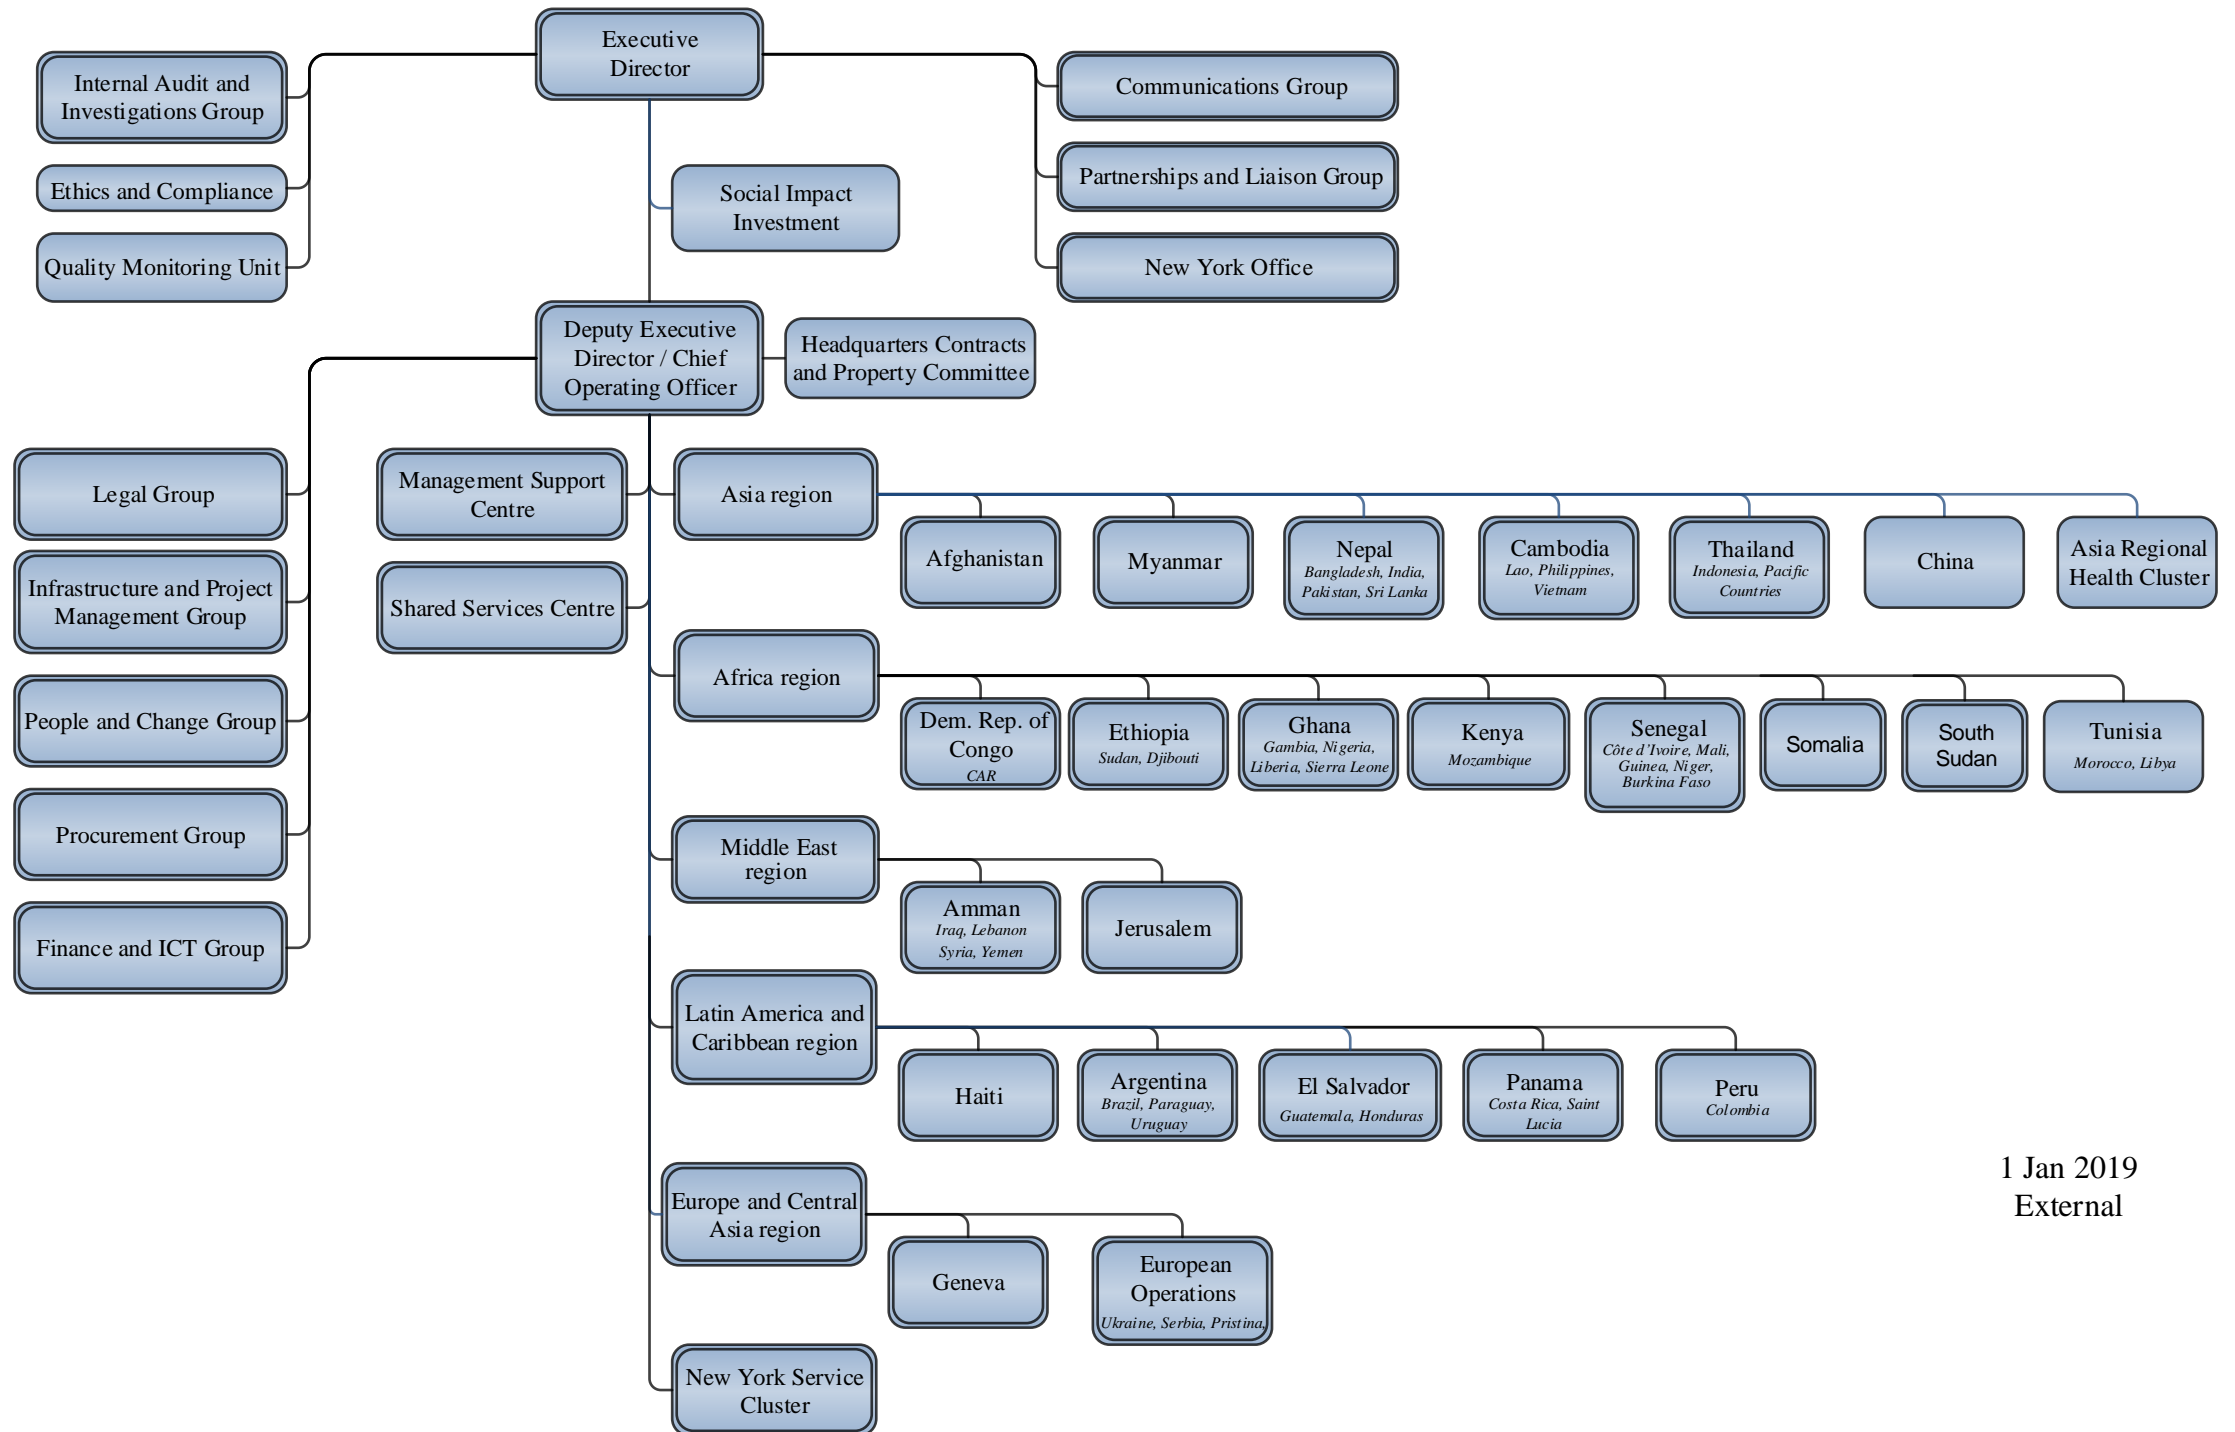 Executive
Director
Internal Audit and
Investigations Group
Ethics and Compliance
Quality Monitoring Unit
Communications Group
Partnerships and Liaison Group
New York Office
Social Impact
Investment
Deputy Executive
Director / Chief
Operating Officer
Headquarters Contracts
and Property Committee
Legal Group
Infrastructure and Project
Management Group
People and Change Group
Procurement Group
Finance and ICT Group
Management Support
Centre
Shared Services Centre
Asia region
Afghanistan
Myanmar
Nepal
Bangladesh, India,
Pakistan, Sri Lanka
Cambodia
Lao, Philippines,
Vietnam
Thailand
Indonesia, Pacific
Countries
China
Asia Regional
Health Cluster
Africa region
Dem. Rep. of
Congo
CAR
Ethiopia
Sudan, Djibouti
Ghana
Gambia, Nigeria,
Liberia, Sierra Leone
Kenya
Mozambique
Senegal
Côte d’Ivoire, Mali,
Guinea, Niger,
Burkina Faso
Somalia
South
Sudan
Tunisia
Morocco, Libya
Middle East
region
Amman
Iraq, Lebanon
Syria, Yemen
Jerusalem
Latin America and
Caribbean region
Haiti
Argentina
Brazil, Paraguay,
Uruguay
El Salvador
Guatemala, Honduras
Panama
Costa Rica, Saint
Lucia
Peru
Colombia
Europe and Central
Asia region
Geneva
European
Operations
Ukraine, Serbia, Pristina,
New York Service
Cluster
1 Jan 2019
External